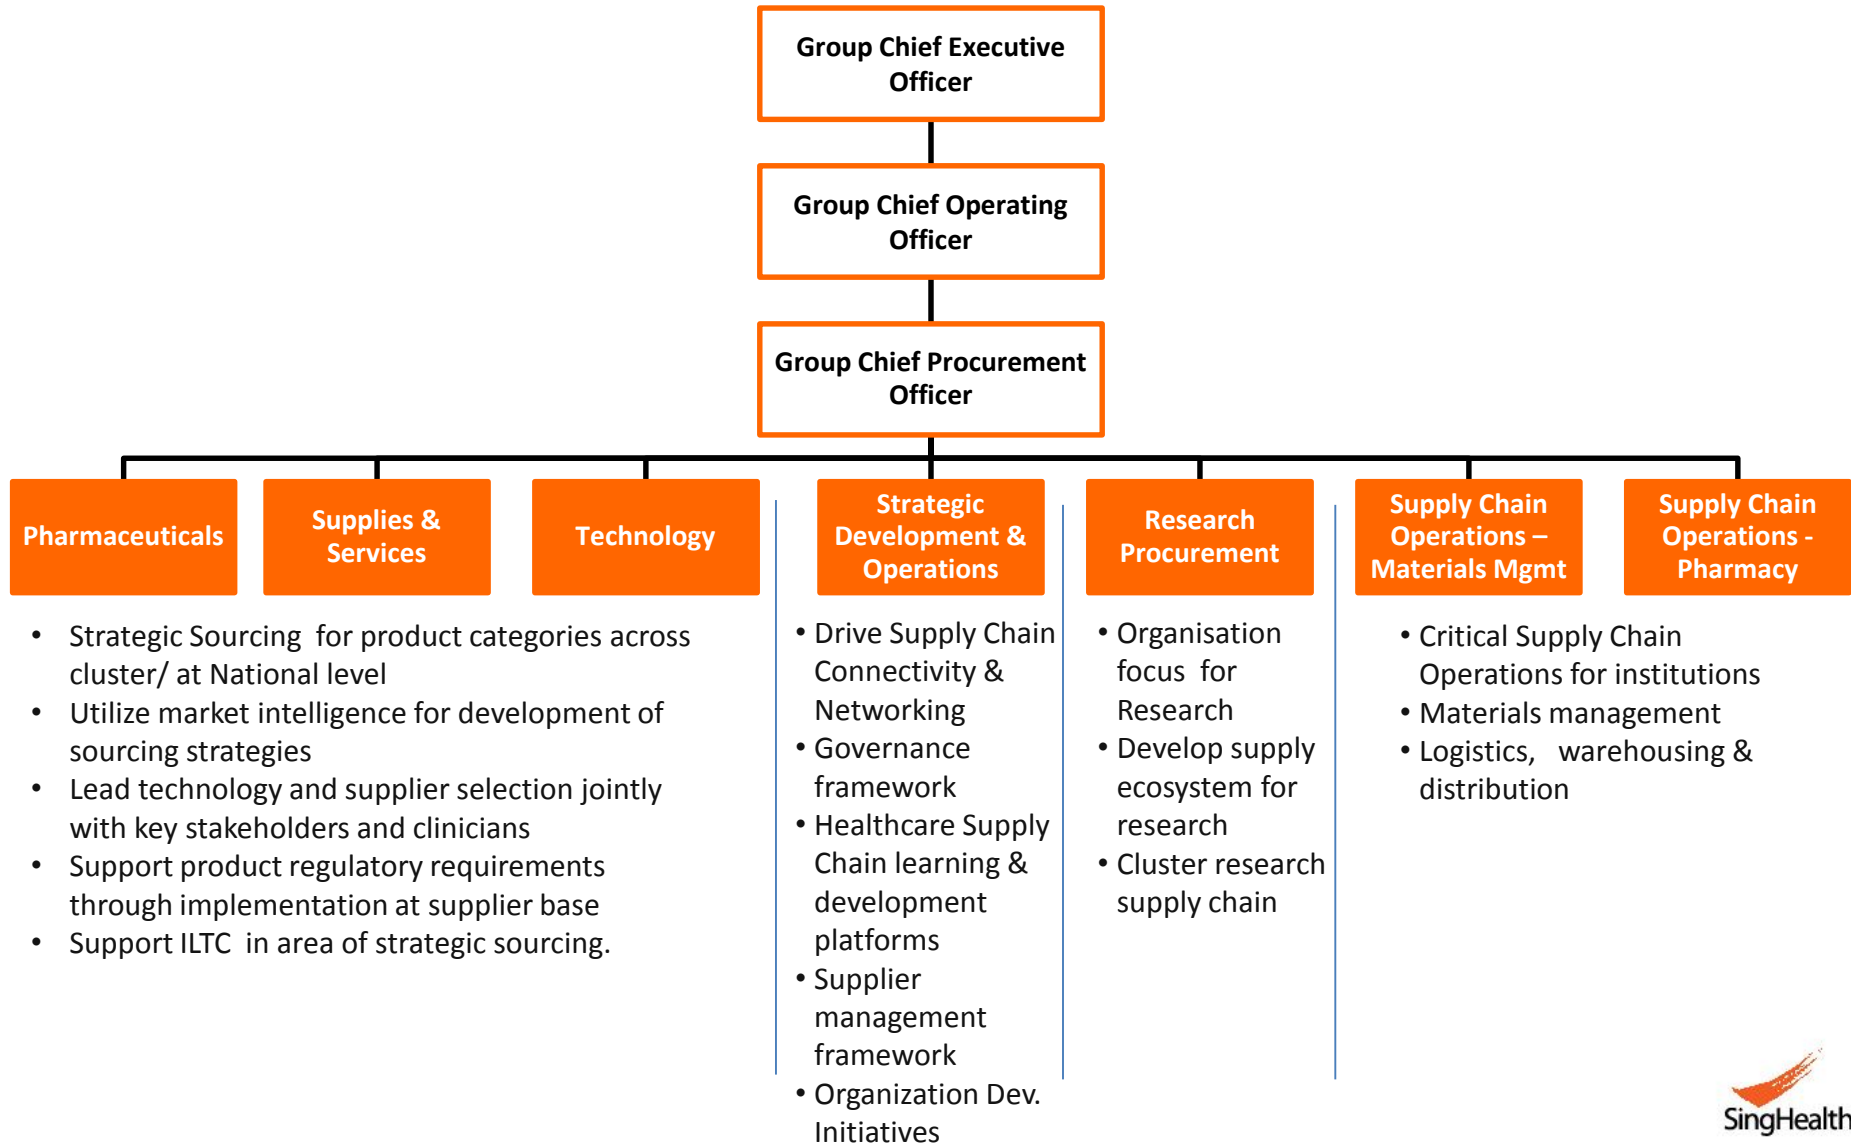 Group Chief Executive
Officer
Group Chief Operating
Officer
Group Chief Procurement
Officer
Pharmaceuticals
Supplies &
Services
Technology
Strategic
Development &
Operations
Research
Procurement
Supply Chain
Operations –
Materials Mgmt
Supply Chain
Operations -
Pharmacy
• Strategic Sourcing for product categories across
cluster/ at National level
• Utilize market intelligence for development of
sourcing strategies
• Lead technology and supplier selection jointly
with key stakeholders and clinicians
• Support product regulatory requirements
through implementation at supplier base
• Support ILTC in area of strategic sourcing.
• Drive Supply Chain
Connectivity &
Networking
• Governance
framework
• Healthcare Supply
Chain learning &
development
platforms
• Supplier
management
framework
• Organization Dev.
Initiatives
• Organisation
focus for
Research
• Develop supply
ecosystem for
research
• Cluster research
supply chain
• Critical Supply Chain
Operations for institutions
• Materials management
• Logistics, warehousing &
distribution
SingHealth